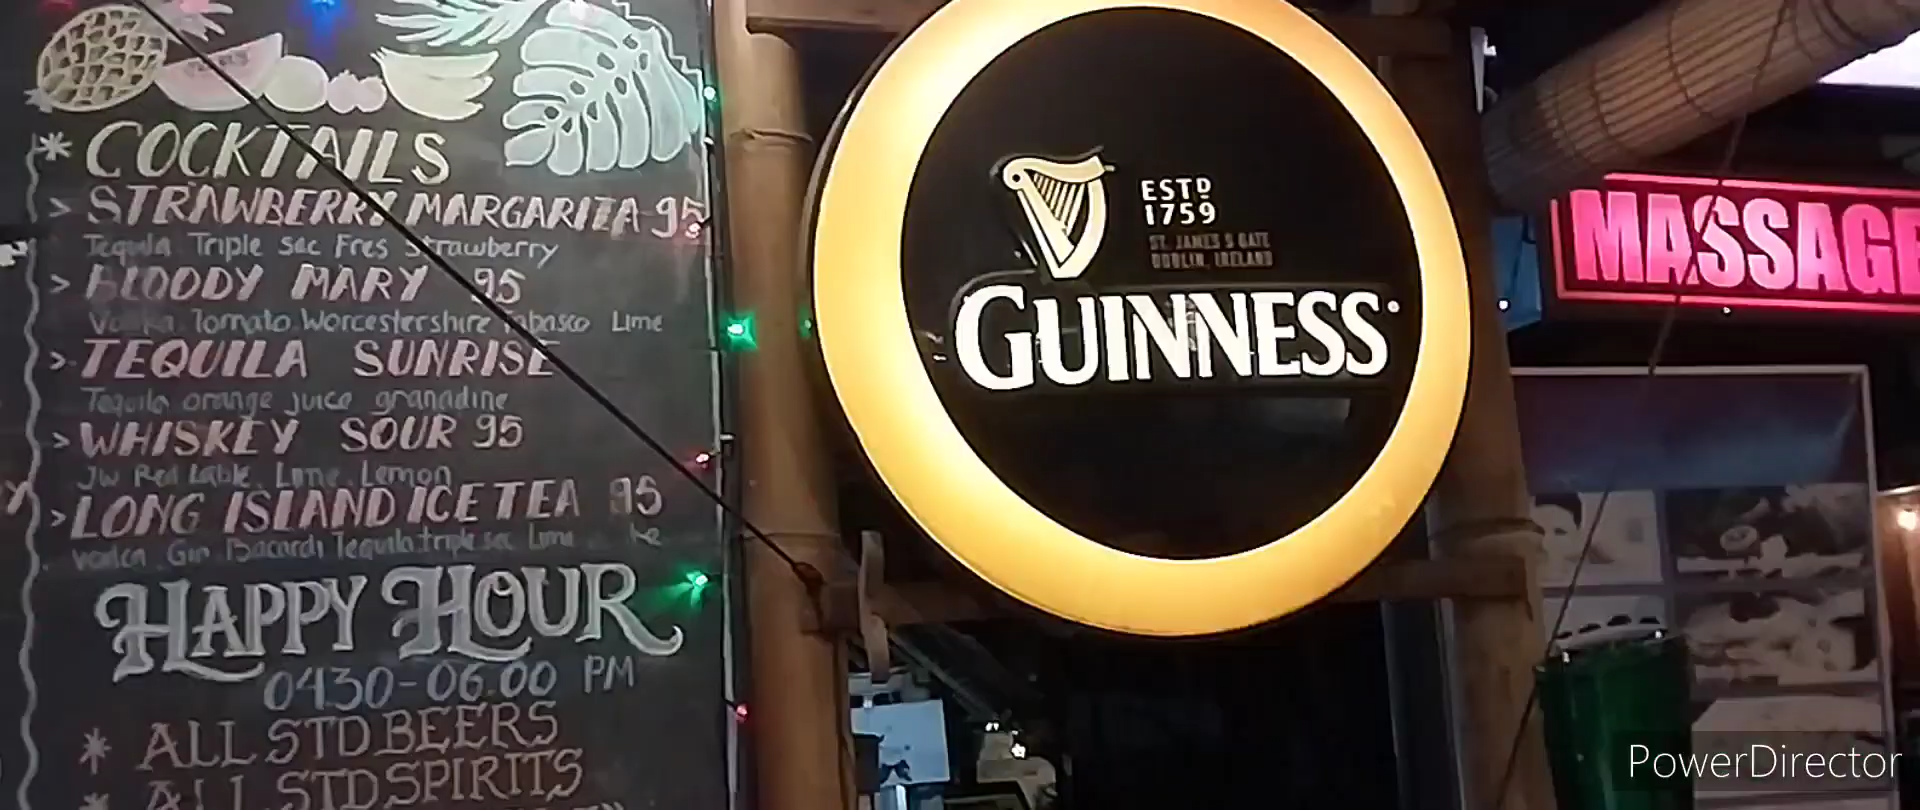 * COCKTAILS
> STRAWBERRY MARGARITA 95
Tequila Triple sec Fres Strawberry
> BLOODY MARY 95
Vodka Tomato Worcestershire Tabasco Lime
> TEQUILA SUNRISE
Tequila orange juice granadine
> WHISKEY SOUR 95
JW Red Lable. Lime. Lemon
> LONG ISLAND ICE TEA 95
Vodka Gin Bacardi Tequila triple sec Lime
HAPPY HOUR
0430-06.00 PM
* ALL STD BEERS
* ALL STD SPIRITS
ESTD
1759
ST. JAMES'S GATE
DUBLIN, IRELAND
GUINNESS
MASSAGE
PowerDirector